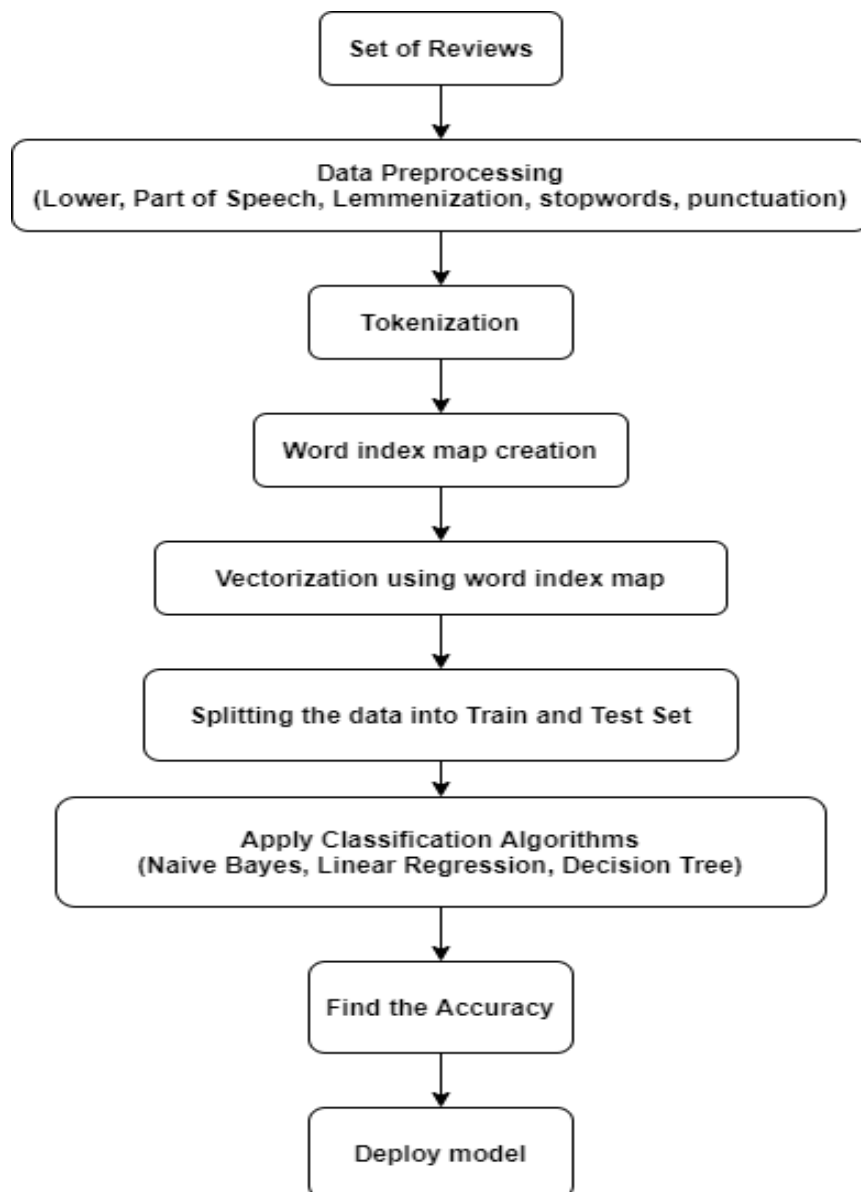 Set of Reviews
Data Preprocessing
(Lower, Part of Speech, Lemmenization, stopwords, punctuation)
Tokenization
Word index map creation
Vectorization using word index map
Splitting the data into Train and Test Set
Apply Classification Algorithms
(Naive Bayes, Linear Regression, Decision Tree)
Find the Accuracy
Deploy model